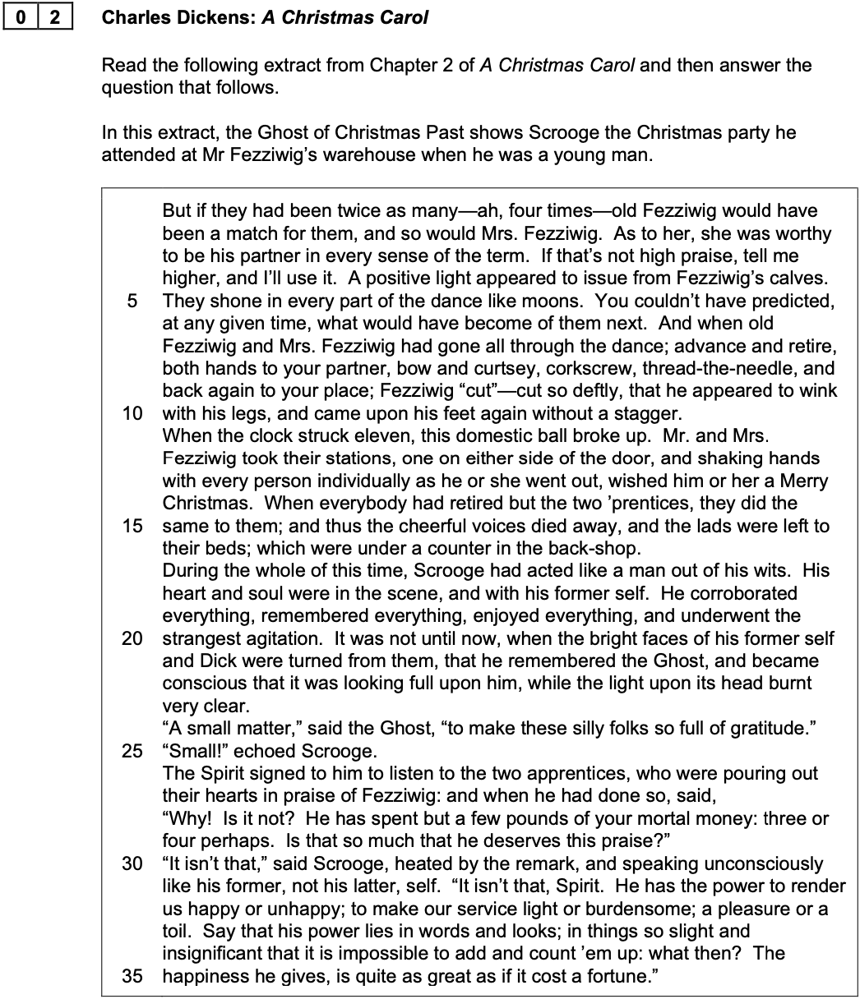 0 2 Charles Dickens: A Christmas Carol
Read the following extract from Chapter 2 of A Christmas Carol and then answer the
question that follows.
In this extract, the Ghost of Christmas Past shows Scrooge the Christmas party he
attended at Mr Fezziwig’s warehouse when he was a young man.
But if they had been twice as many—ah, four times—old Fezziwig would have
been a match for them, and so would Mrs. Fezziwig. As to her, she was worthy
to be his partner in every sense of the term. If that’s not high praise, tell me
higher, and I’ll use it. A positive light appeared to issue from Fezziwig’s calves.
5 They shone in every part of the dance like moons. You couldn’t have predicted,
at any given time, what would have become of them next. And when old
Fezziwig and Mrs. Fezziwig had gone all through the dance; advance and retire,
both hands to your partner, bow and curtsey, corkscrew, thread-the-needle, and
back again to your place; Fezziwig “cut”—cut so deftly, that he appeared to wink
10 with his legs, and came upon his feet again without a stagger.
When the clock struck eleven, this domestic ball broke up. Mr. and Mrs.
Fezziwig took their stations, one on either side of the door, and shaking hands
with every person individually as he or she went out, wished him or her a Merry
Christmas. When everybody had retired but the two ’prentices, they did the
15 same to them; and thus the cheerful voices died away, and the lads were left to
their beds; which were under a counter in the back-shop.
During the whole of this time, Scrooge had acted like a man out of his wits. His
heart and soul were in the scene, and with his former self. He corroborated
everything, remembered everything, enjoyed everything, and underwent the
20 strangest agitation. It was not until now, when the bright faces of his former self
and Dick were turned from them, that he remembered the Ghost, and became
conscious that it was looking full upon him, while the light upon its head burnt
very clear.
“A small matter,” said the Ghost, “to make these silly folks so full of gratitude.”
25 “Small!” echoed Scrooge.
The Spirit signed to him to listen to the two apprentices, who were pouring out
their hearts in praise of Fezziwig: and when he had done so, said,
“Why! Is it not? He has spent but a few pounds of your mortal money: three or
four perhaps. Is that so much that he deserves this praise?”
30 “It isn’t that,” said Scrooge, heated by the remark, and speaking unconsciously
like his former, not his latter, self. “It isn’t that, Spirit. He has the power to render
us happy or unhappy; to make our service light or burdensome; a pleasure or a
toil. Say that his power lies in words and looks; in things so slight and
insignificant that it is impossible to add and count ’em up: what then? The
35 happiness he gives, is quite as great as if it cost a fortune.”